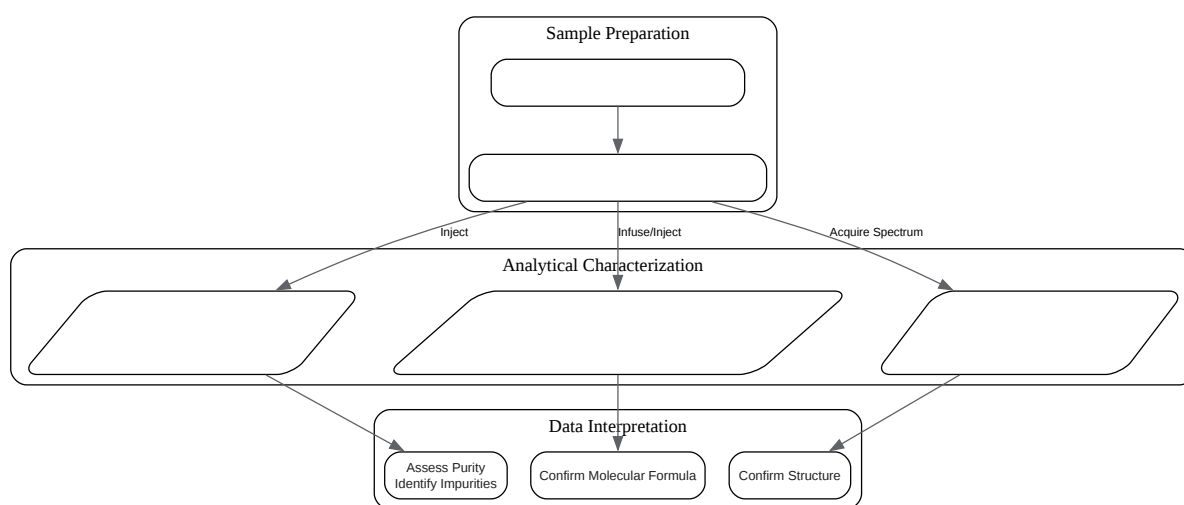 Sample Preparation
Inject
Infuse/Inject
Acquire Spectrum
Analytical Characterization
Data Interpretation
Assess Purity
Identify Impurities
Confirm Molecular Formula
Confirm Structure